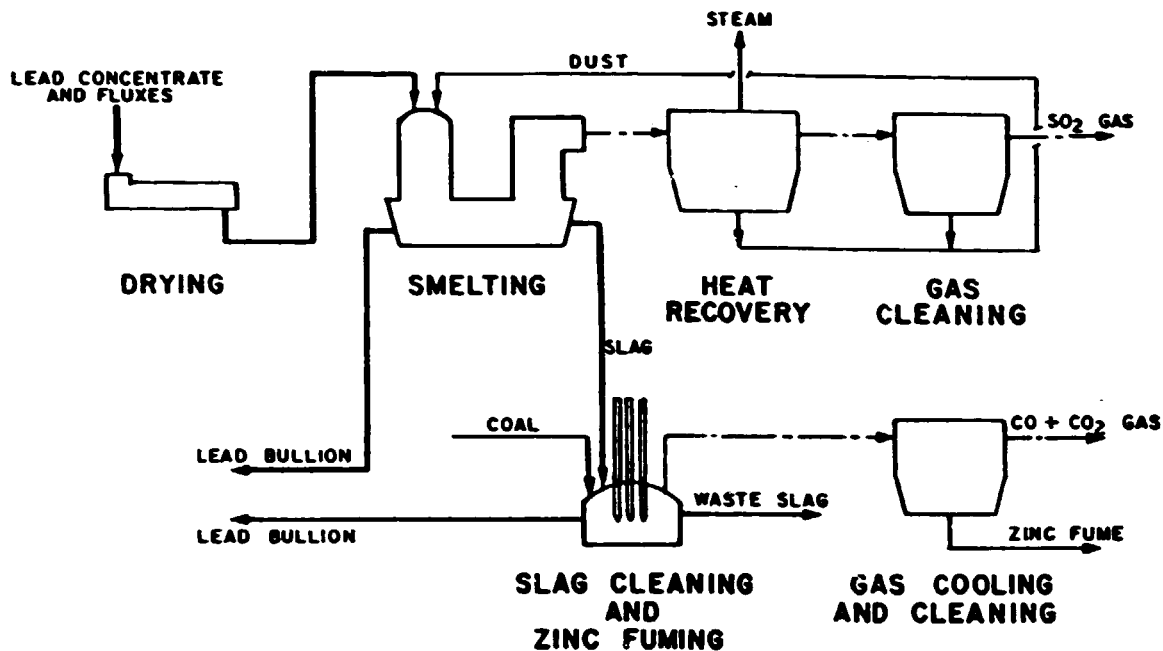 STEAM
DUST
LEAD CONCENTRATE
AND FLUXES
SO2 GAS
DRYING
SMELTING
HEAT
RECOVERY
GAS
CLEANING
SLAG
COAL
CO + CO2 GAS
LEAD BULLION
WASTE SLAG
LEAD BULLION
ZINC FUME
SLAG CLEANING
AND
ZINC FUMING
GAS COOLING
AND CLEANING